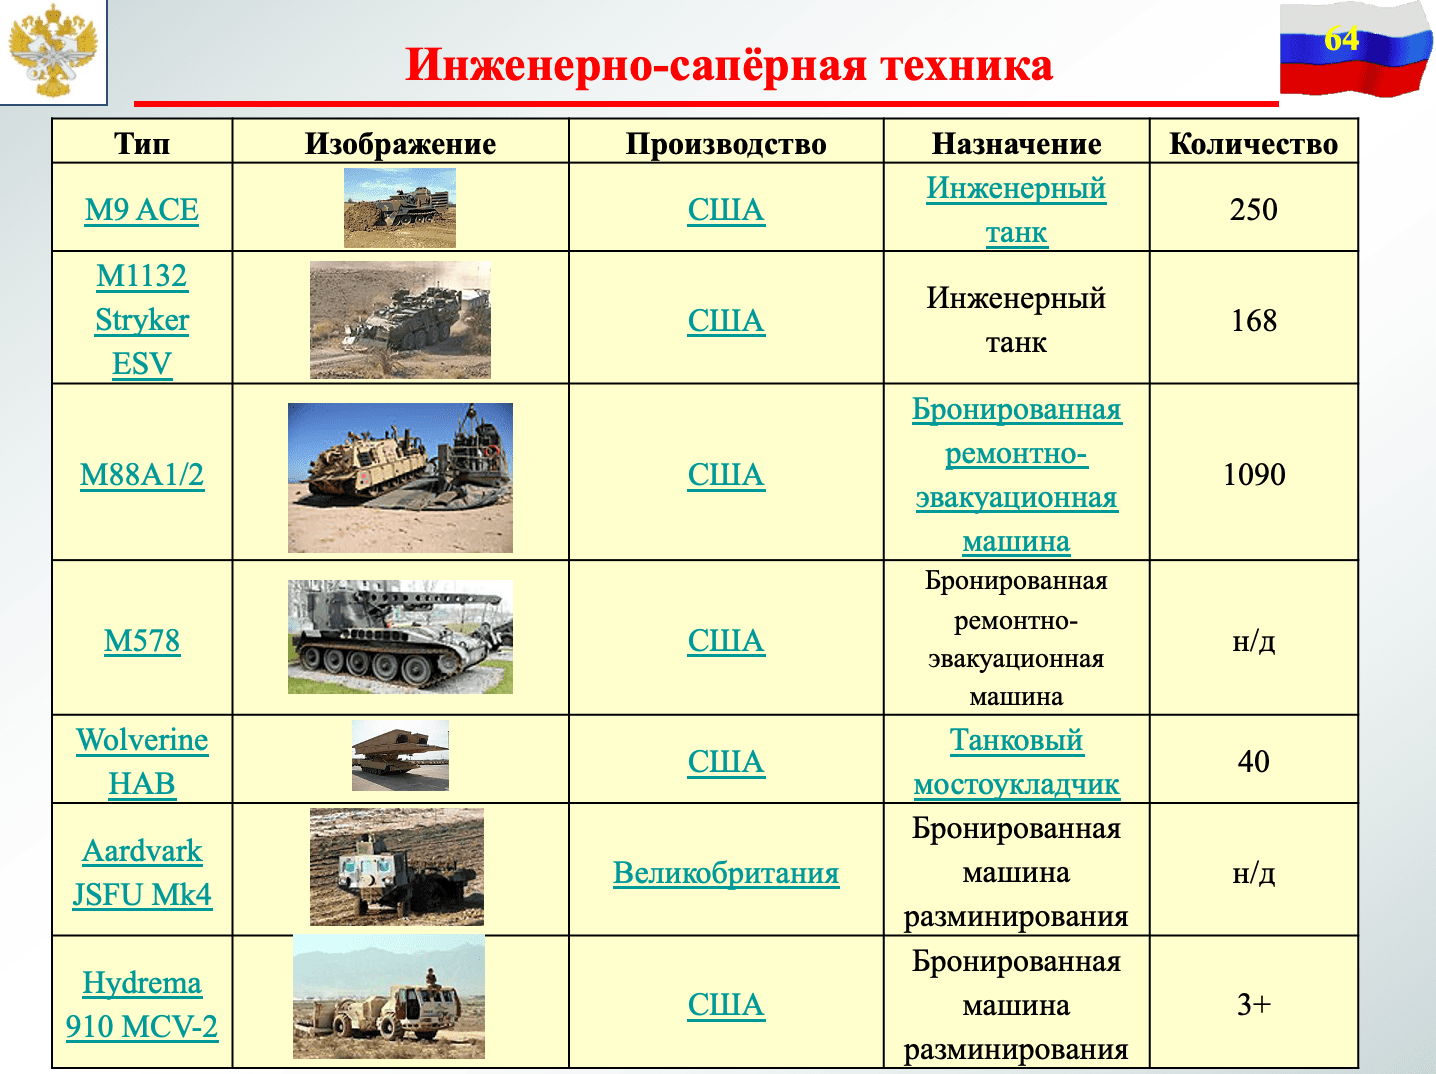 64
Инженерно-сапёрная техника
Тип Изображение Производство Назначение Количество
M9 ACE США Инженерный танк 250
M1132 Stryker ESV США Инженерный танк 168
M88A1/2 США Бронированная ремонтно-эвакуационная машина 1090
M578 США Бронированная ремонтно-эвакуационная машина н/д
Wolverine HAB США Танковый мостоукладчик 40
Aardvark JSFU Mk4 Великобритания Бронированная машина разминирования н/д
Hydrema 910 MCV-2 США Бронированная машина разминирования 3+